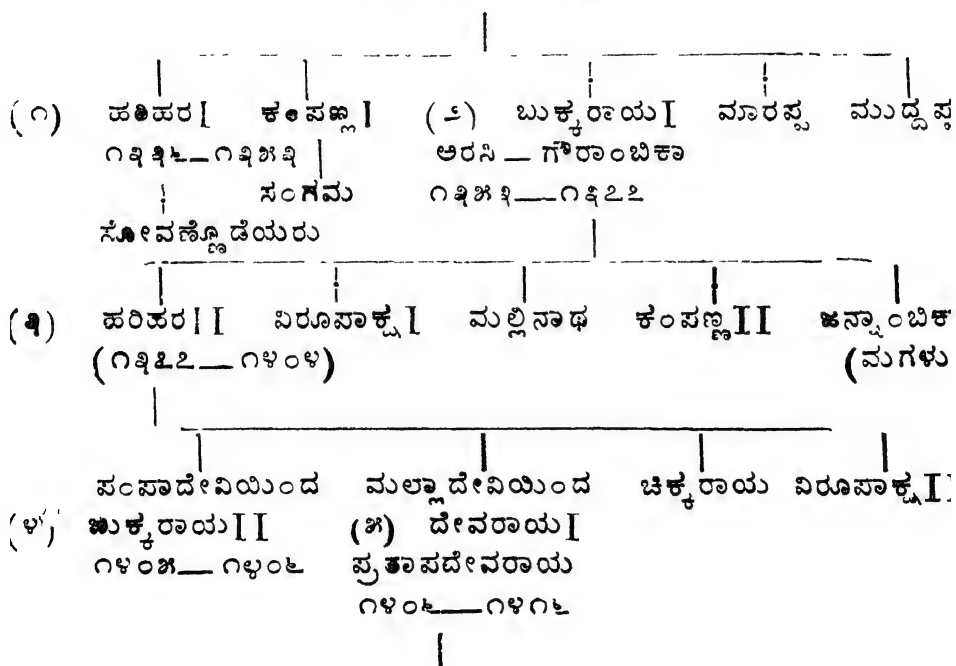 (೧) ಹರಿಹರ I ಕಂಪಣ್ಣ I (೨) ಬುಕ್ಕರಾಯ I ಮಾರಪ್ಪ ಮುದ್ದಪ್ಪ
೧೩೩೬—೧೩೫೩ ಅರಸಿ — ಗೌರಾಂಬಿಕಾ
ಸಂಗಮ ೧೩೫೩—೧೩೭೭
ಸೋವಣ್ಣೊಡೆಯರು
(೩) ಹರಿಹರ II ವಿರೂಪಾಕ್ಷ I ಮಲ್ಲಿನಾಥ ಕಂಪಣ್ಣ II ಜನ್ನಾಂಬಿಕ
(೧೩೭೭—೧೪೦೪) (ಮಗಳು
ಪಂಪಾದೇವಿಯಿಂದ ಮಲ್ಲಾದೇವಿಯಿಂದ ಚಿಕ್ಕರಾಯ ವಿರೂಪಾಕ್ಷ II
(೪) ಬುಕ್ಕರಾಯ II (೫) ದೇವರಾಯ I
೧೪೦೫—೧೪೦೬ ಪ್ರತಾಪದೇವರಾಯ
೧೪೦೬—೧೪೧೬